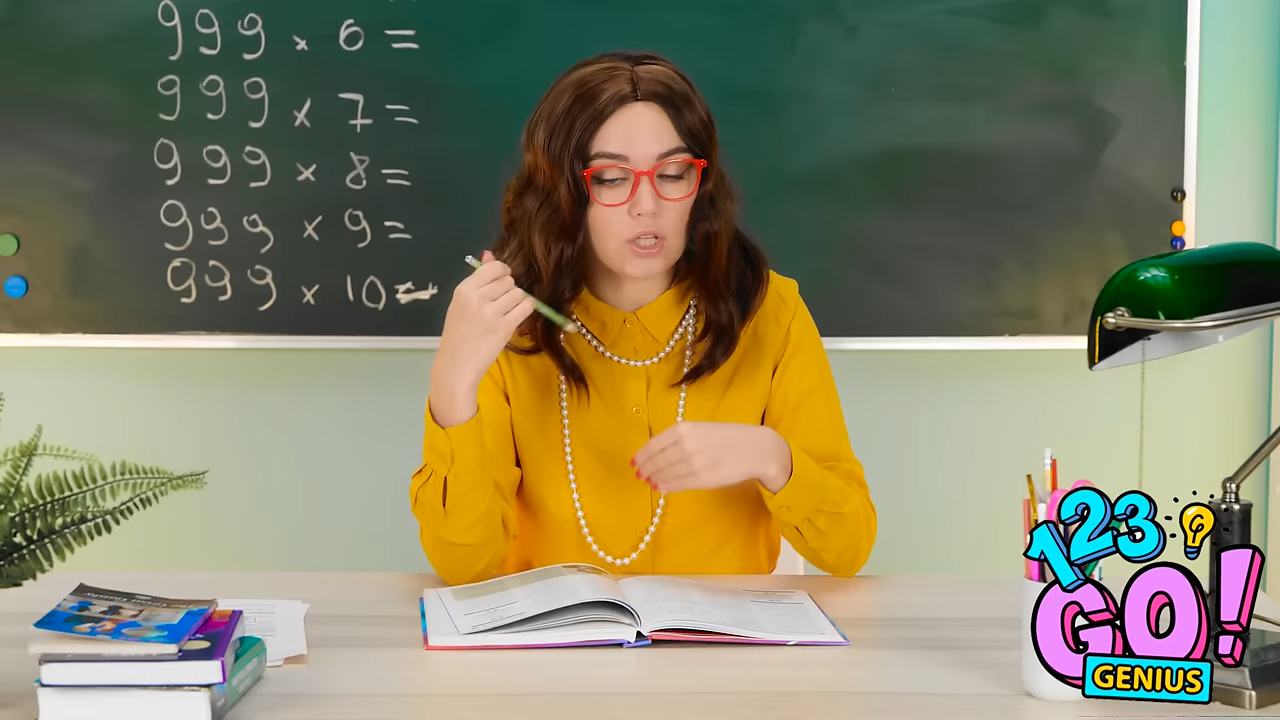 999 x 6 =
999 x 7 =
999 x 8 =
999 x 9 =
999 x 10 =
123
GO!
GENIUS